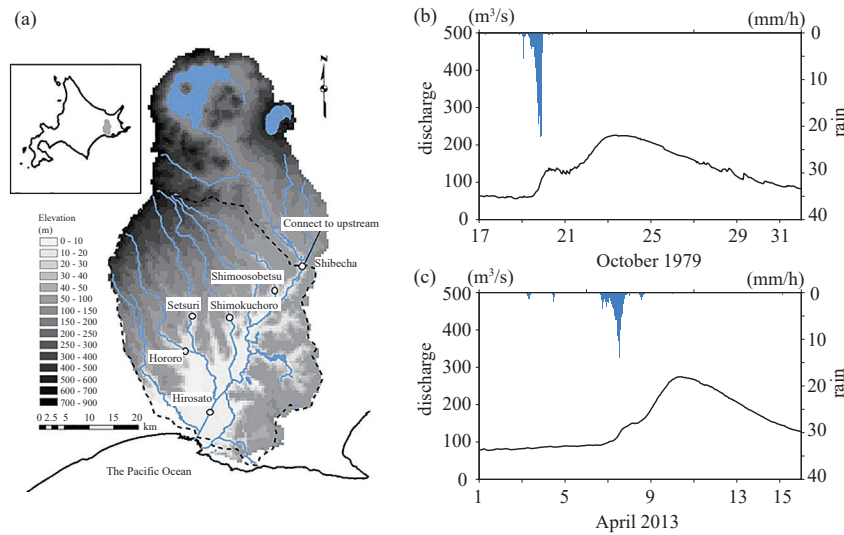 (a)
N
Elevation
(m)
0 - 10
10 - 20
20 - 30
30 - 40
40 - 50
50 - 100
100 - 150
150 - 200
200 - 250
250 - 300
300 - 400
400 - 500
500 - 600
600 - 700
700 - 900
0 2.5 5 10 15 20
km
Connect to upstream
Shibecha
Shimoosobetsu
Setsuri
Shimokuchoro
Hororo
Hirosato
The Pacific Ocean
(b)
(m³/s)
(mm/h)
500
400
300
200
100
0
discharge
0
10
20
30
40
rain
17
21
25
29
31
October 1979
(c)
(m³/s)
(mm/h)
500
400
300
200
100
0
discharge
0
10
20
30
40
rain
1
5
9
13
15
April 2013